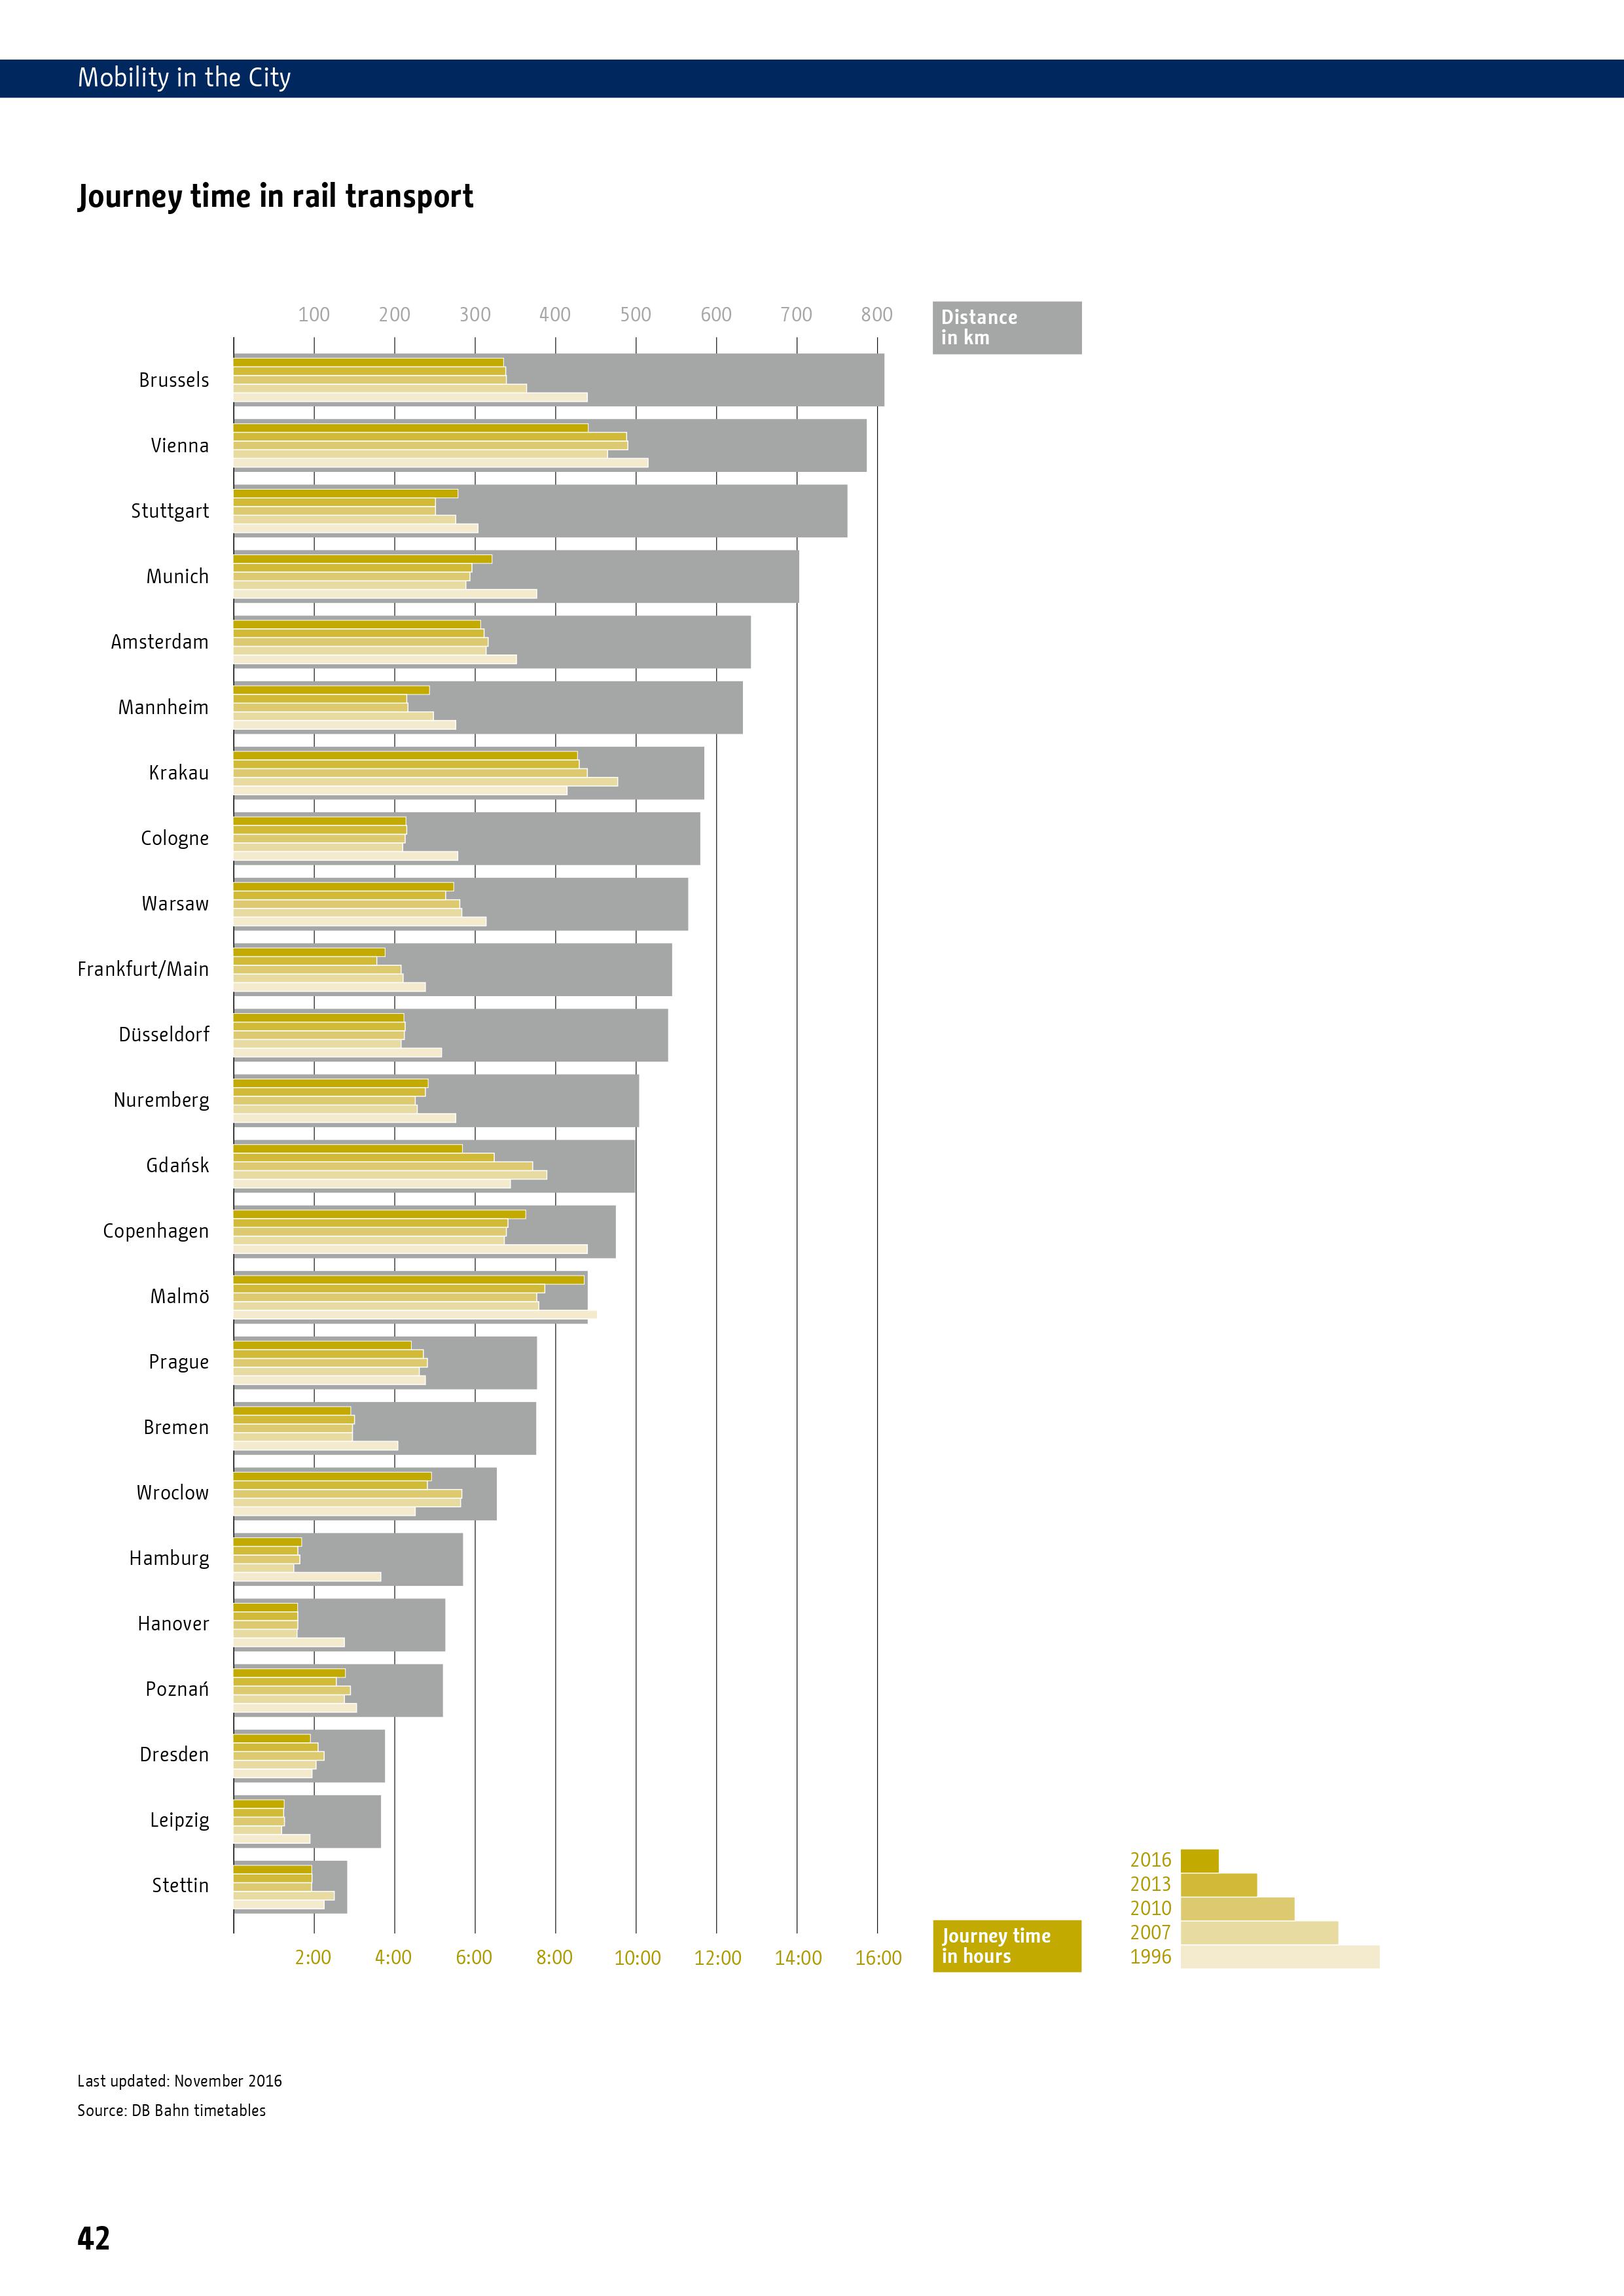 Mobility in the City
Journey time in rail transport
100 200 300 400 500 600 700 800
Distance
in km
Brussels
Vienna
Stuttgart
Munich
Amsterdam
Mannheim
Krakau
Cologne
Warsaw
Frankfurt/Main
Düsseldorf
Nuremberg
Gdańsk
Copenhagen
Malmö
Prague
Bremen
Wroclow
Hamburg
Hanover
Poznań
Dresden
Leipzig
Stettin
2016
2013
2010
2007
1996
2:00 4:00 6:00 8:00 10:00 12:00 14:00 16:00
Journey time
in hours
Last updated: November 2016
Source: DB Bahn timetables
42